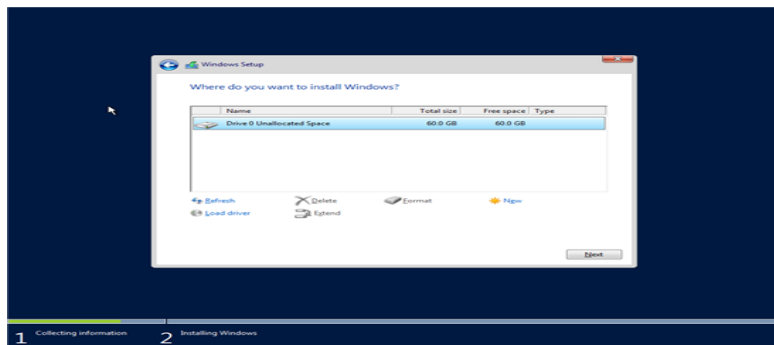 Windows Setup
Where do you want to install Windows?
Name Total size Free space Type
Drive 0 Unallocated Space 60.0 GB 60.0 GB
Refresh Delete Format New
Load driver Extend
Next
1 Collecting information 2 Installing Windows